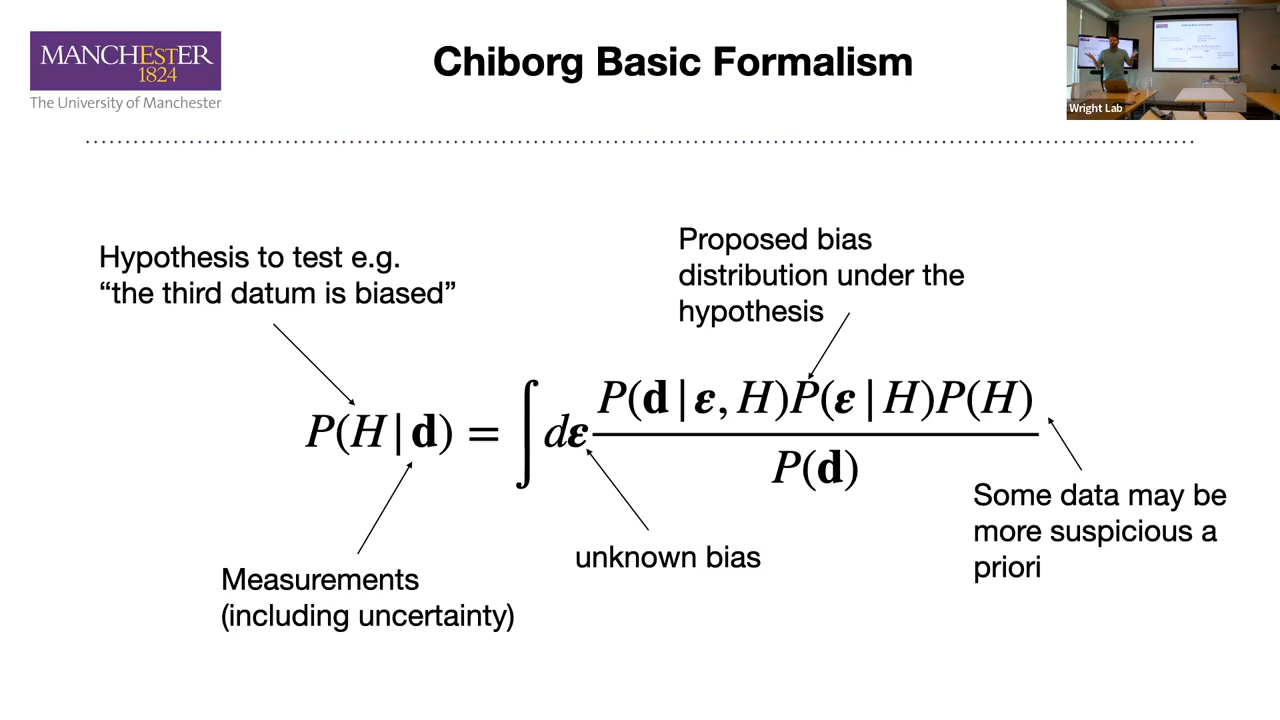 MANCHESTER
1824
The University of Manchester
Chiborg Basic Formalism
Wright Lab
Hypothesis to test e.g.
“the third datum is biased”
Proposed bias
distribution under the
hypothesis
P(H|d) = ∫dε P(d|ε, H)P(ε|H)P(H)
P(d)
Some data may be
more suspicious a
priori
unknown bias
Measurements
(including uncertainty)